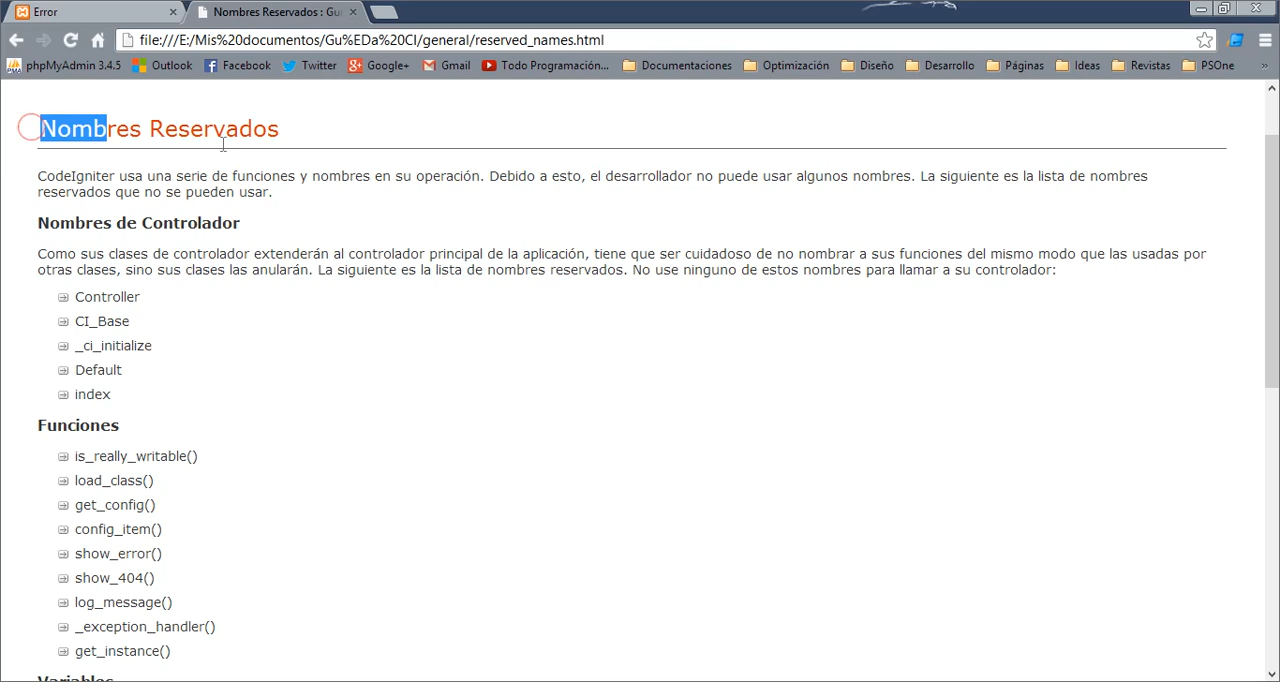 Error
Nombres Reservados : Gu
file:///E:/Mis%20documentos/Gu%EDa%20CI/general/reserved_names.html
phpMyAdmin 3.4.5 Outlook Facebook Twitter Google+ Gmail Todo Programación... Documentaciones Optimización Diseño Desarrollo Páginas Ideas Revistas PSOne »
Nombres Reservados
CodeIgniter usa una serie de funciones y nombres en su operación. Debido a esto, el desarrollador no puede usar algunos nombres. La siguiente es la lista de nombres
reservados que no se pueden usar.
Nombres de Controlador
Como sus clases de controlador extenderán al controlador principal de la aplicación, tiene que ser cuidadoso de no nombrar a sus funciones del mismo modo que las usadas por
otras clases, sino sus clases las anularán. La siguiente es la lista de nombres reservados. No use ninguno de estos nombres para llamar a su controlador:
Controller
CI_Base
_ci_initialize
Default
index
Funciones
is_really_writable()
load_class()
get_config()
config_item()
show_error()
show_404()
log_message()
_exception_handler()
get_instance()
Variables